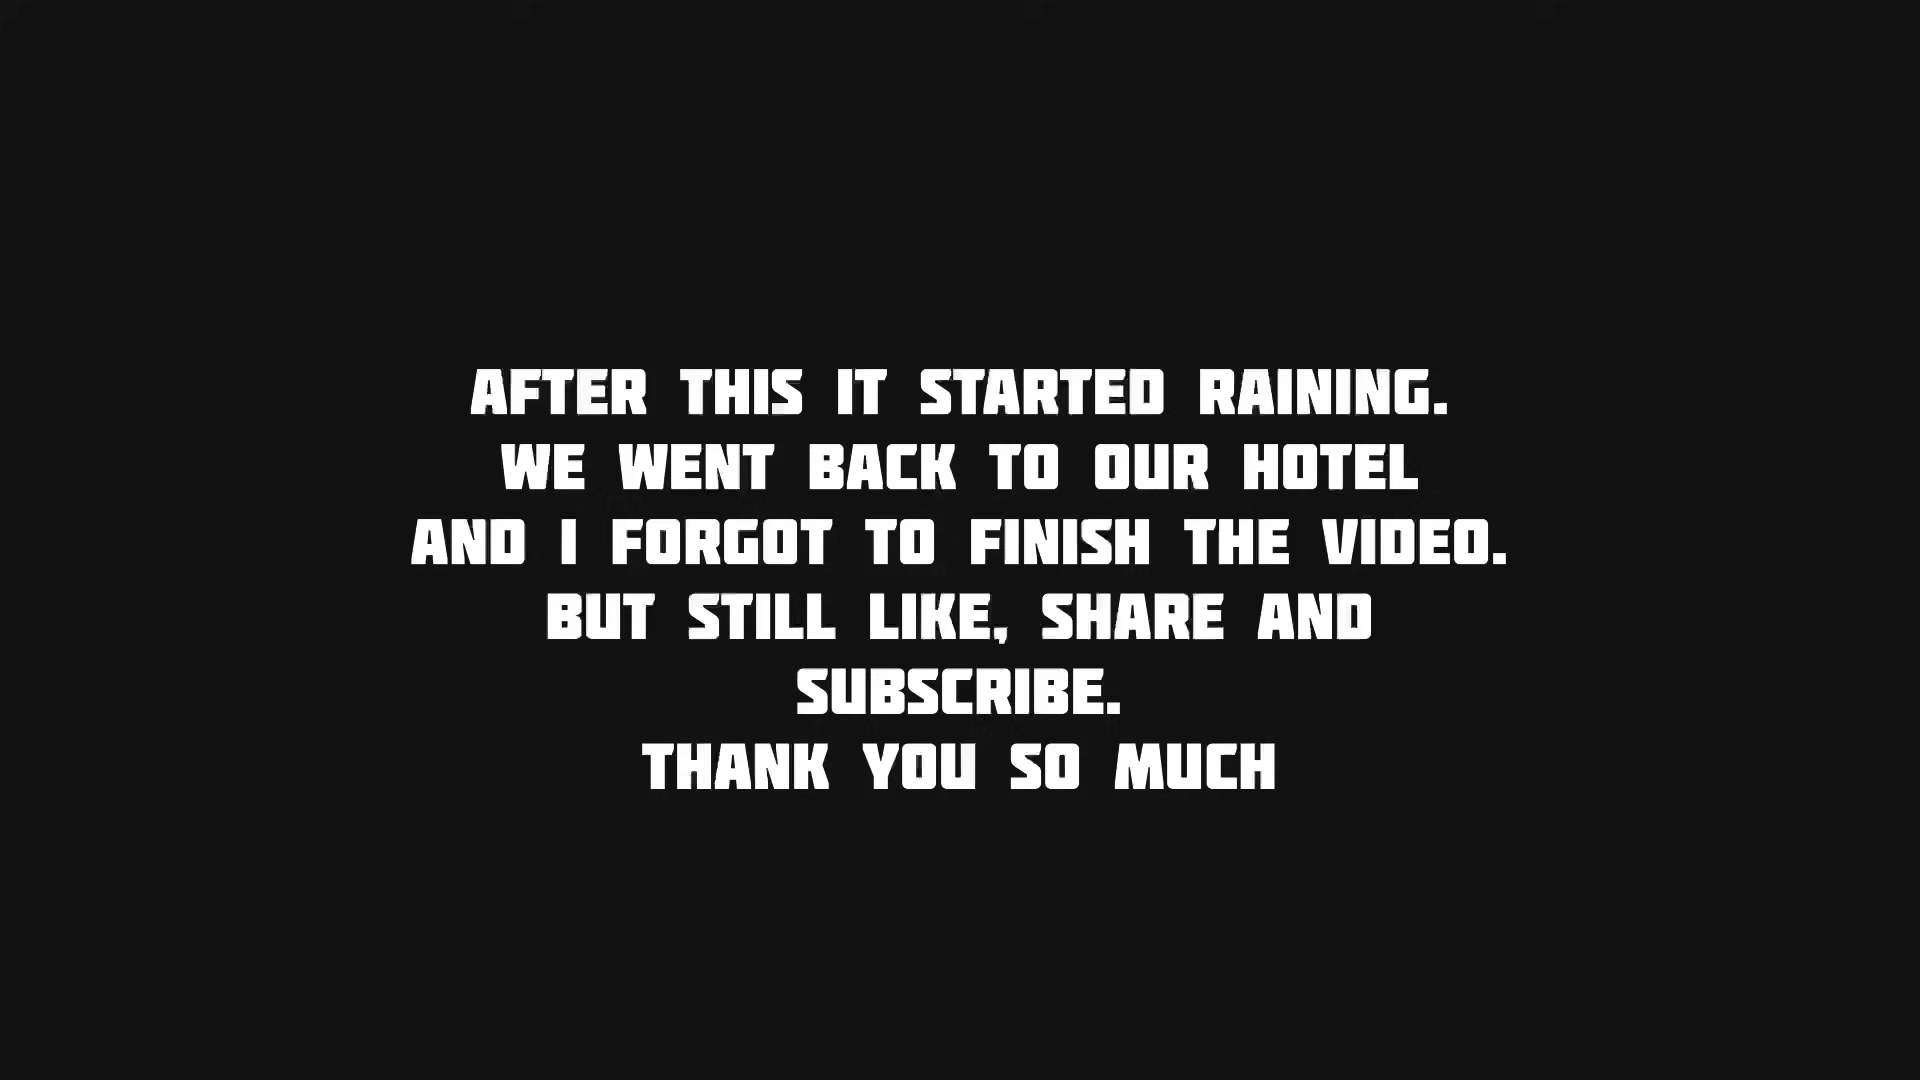 AFTER THIS IT STARTED RAINING.
WE WENT BACK TO OUR HOTEL
AND I FORGOT TO FINISH THE VIDEO.
BUT STILL LIKE, SHARE AND
SUBSCRIBE.
THANK YOU SO MUCH